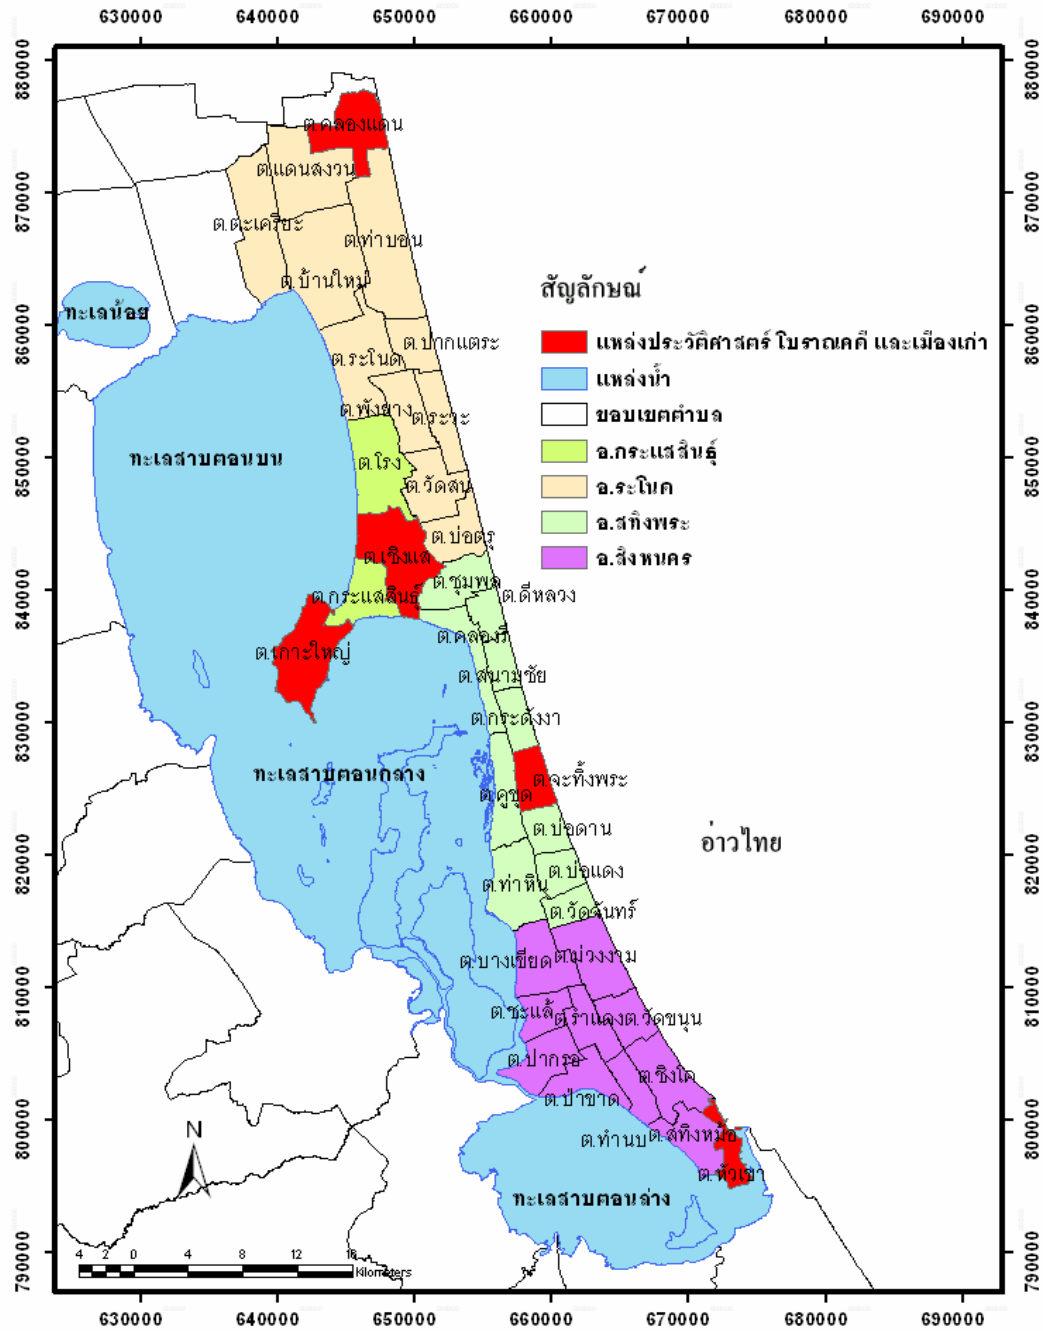 630000 640000 650000 660000 670000 680000 690000
880000 880000
ต.คลองแดน
ต.แดนสงวน
870000 870000
ต.ตะเครียะ
ต.ท่าบอน
ต.บ้านใหม่
สัญลักษณ์
ทะเลน้อย
860000 860000
ต.ปากแตระ
แหล่งประวัติศาสตร์ โบราณคดี และเมืองเก่า
ต.ระโนด
แหล่งน้ำ
ต.พังยาง
ต.ระวะ
ขอบเขตตำบล
อ.กระแสสินธุ์
ทะเลสาบตอนบน
ต.โรง
850000 850000
ต.วัดสน
อ.ระโนด
อ.สทิงพระ
ต.บ่อตรุ
ต.เชิงแส
อ.สิงหนคร
ต.ชุมพล
ต.กระแสสินธุ์
ต.ดีหลวง
840000 840000
ต.คลองรี
ต.เกาะใหญ่
ต.สนามชัย
ต.กระดังงา
830000 830000
ทะเลสาบตอนกลาง
ต.จะทิ้งพระ
ต.คูขุด
ต.บ่อดาน
อ่าวไทย
820000 820000
ต.บ่อแดง
ต.ท่าหิน
ต.วัดจันทร์
ต.บางเขียด
ต.ม่วงงาม
810000 810000
ต.ชะแล้
ต.รำแดง
ต.วัดขนุน
ต.ปากรอ
ต.ชิงโค
ต.ป่าขาด
800000 800000
N
ต.ทำนบ
ต.สทิงหม้อ
ต.หัวเขา
ทะเลสาบตอนล่าง
790000 790000
4 2 0 4 8 12 16
Kilometers
630000 640000 650000 660000 670000 680000 690000